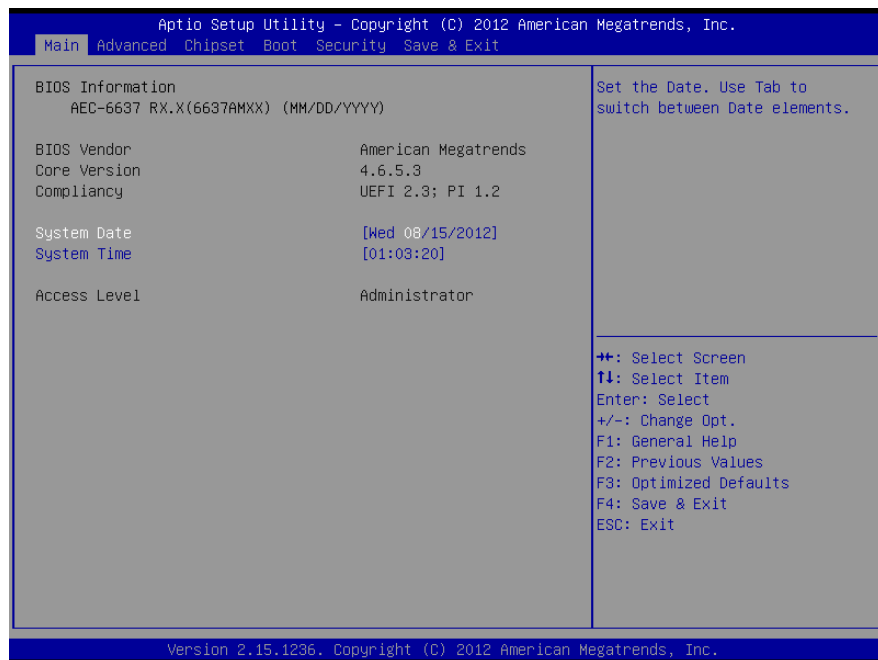 Aptio Setup Utility – Copyright (C) 2012 American Megatrends, Inc.
Main Advanced Chipset Boot Security Save & Exit
BIOS Information
AEC-6637 RX.X(6637AMXX) (MM/DD/YYYY)
BIOS Vendor American Megatrends
Core Version 4.6.5.3
Compliancy UEFI 2.3; PI 1.2
System Date [Wed 08/15/2012]
System Time [01:03:20]
Access Level Administrator
Set the Date. Use Tab to
switch between Date elements.
→←: Select Screen
↑↓: Select Item
Enter: Select
+/-: Change Opt.
F1: General Help
F2: Previous Values
F3: Optimized Defaults
F4: Save & Exit
ESC: Exit
Version 2.15.1236. Copyright (C) 2012 American Megatrends, Inc.